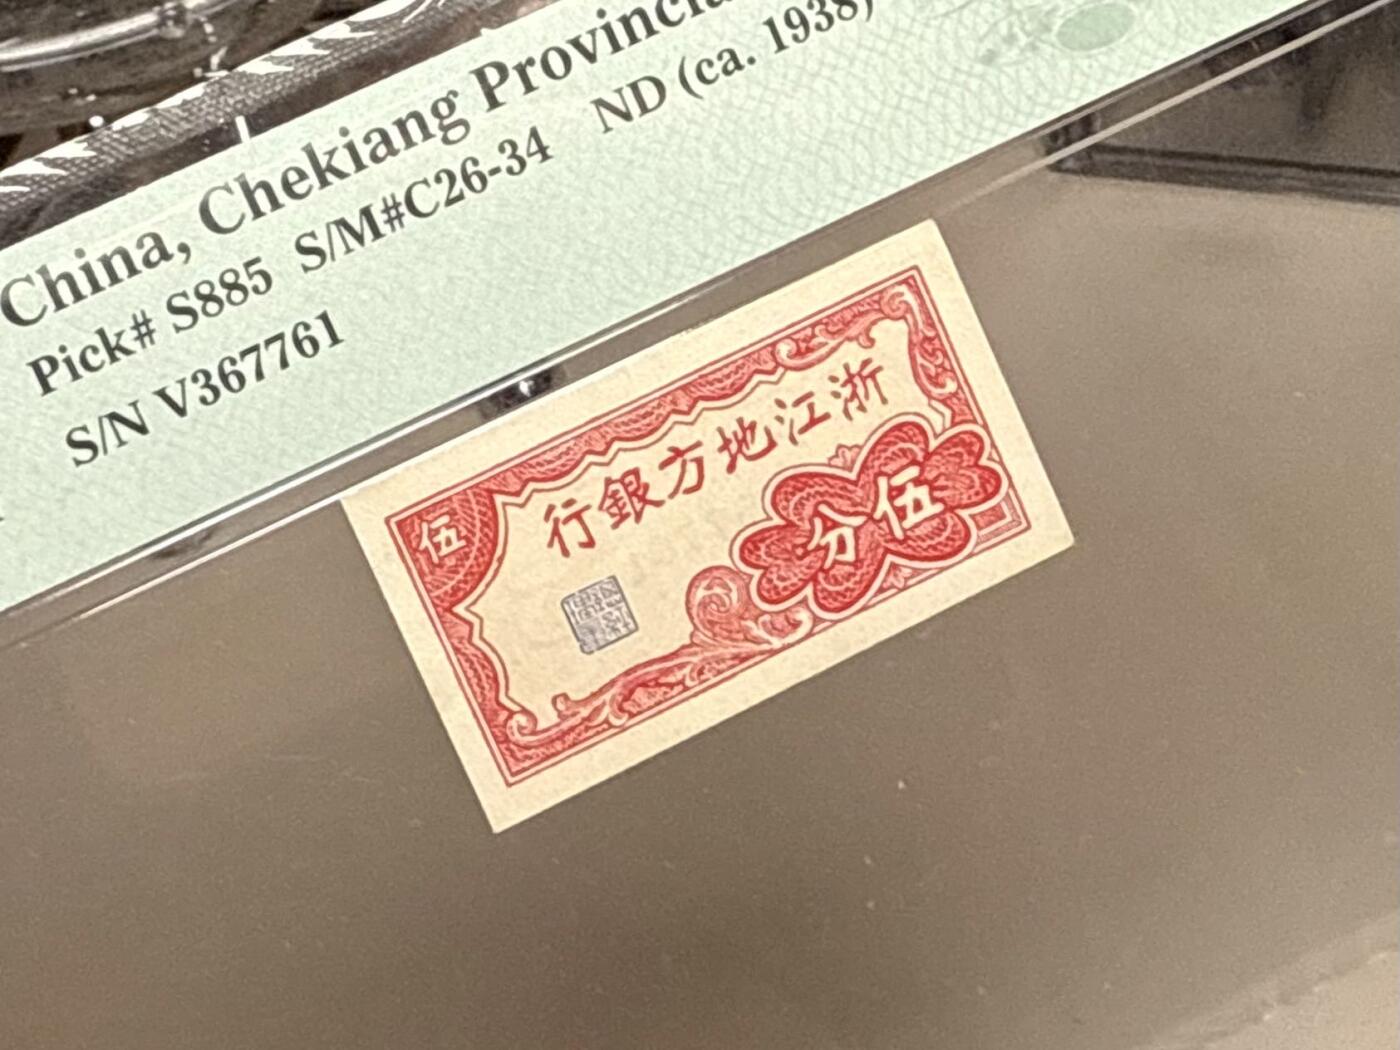 China, Chekiang Provincia
Pick# S885 S/M#C26-34 ND (ca. 1938)
S/N V367761
浙江地方銀行
伍
伍分